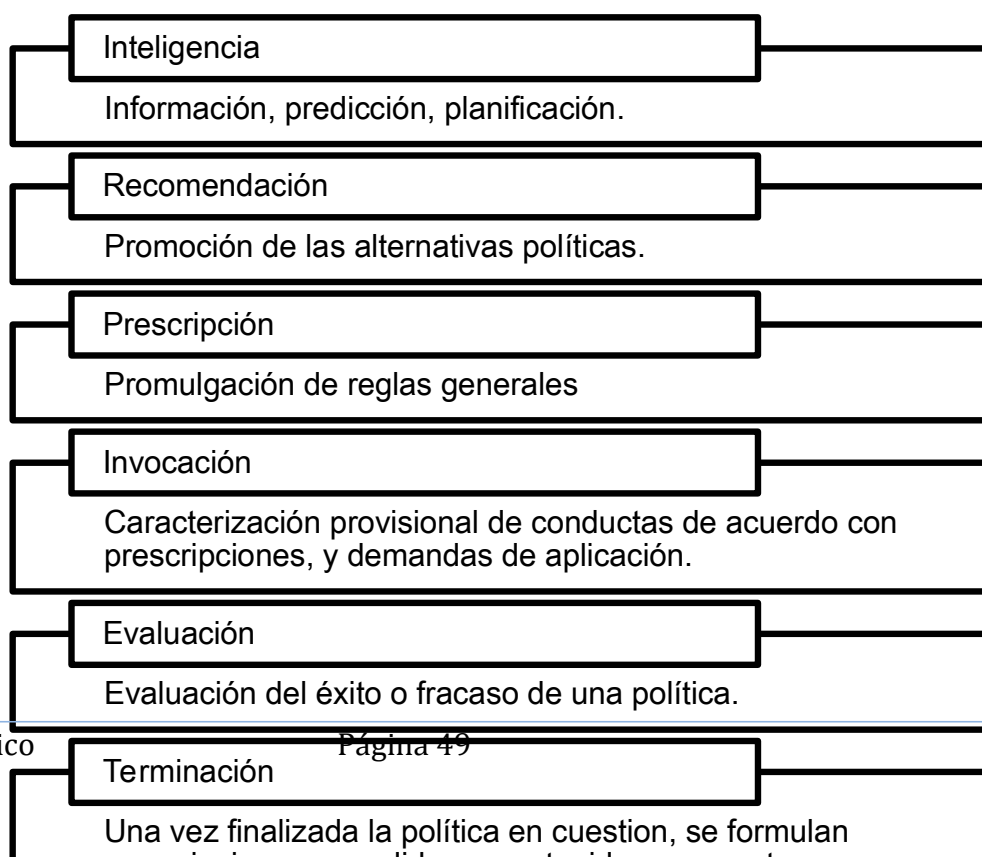 Inteligencia
Información, predicción, planificación.
Recomendación
Promoción de las alternativas políticas.
Prescripción
Promulgación de reglas generales
Invocación
Caracterización provisional de conductas de acuerdo con
prescripciones, y demandas de aplicación.
Evaluación
Evaluación del éxito o fracaso de una política.
ico Página 49
Terminación
Una vez finalizada la política en cuestion, se formulan